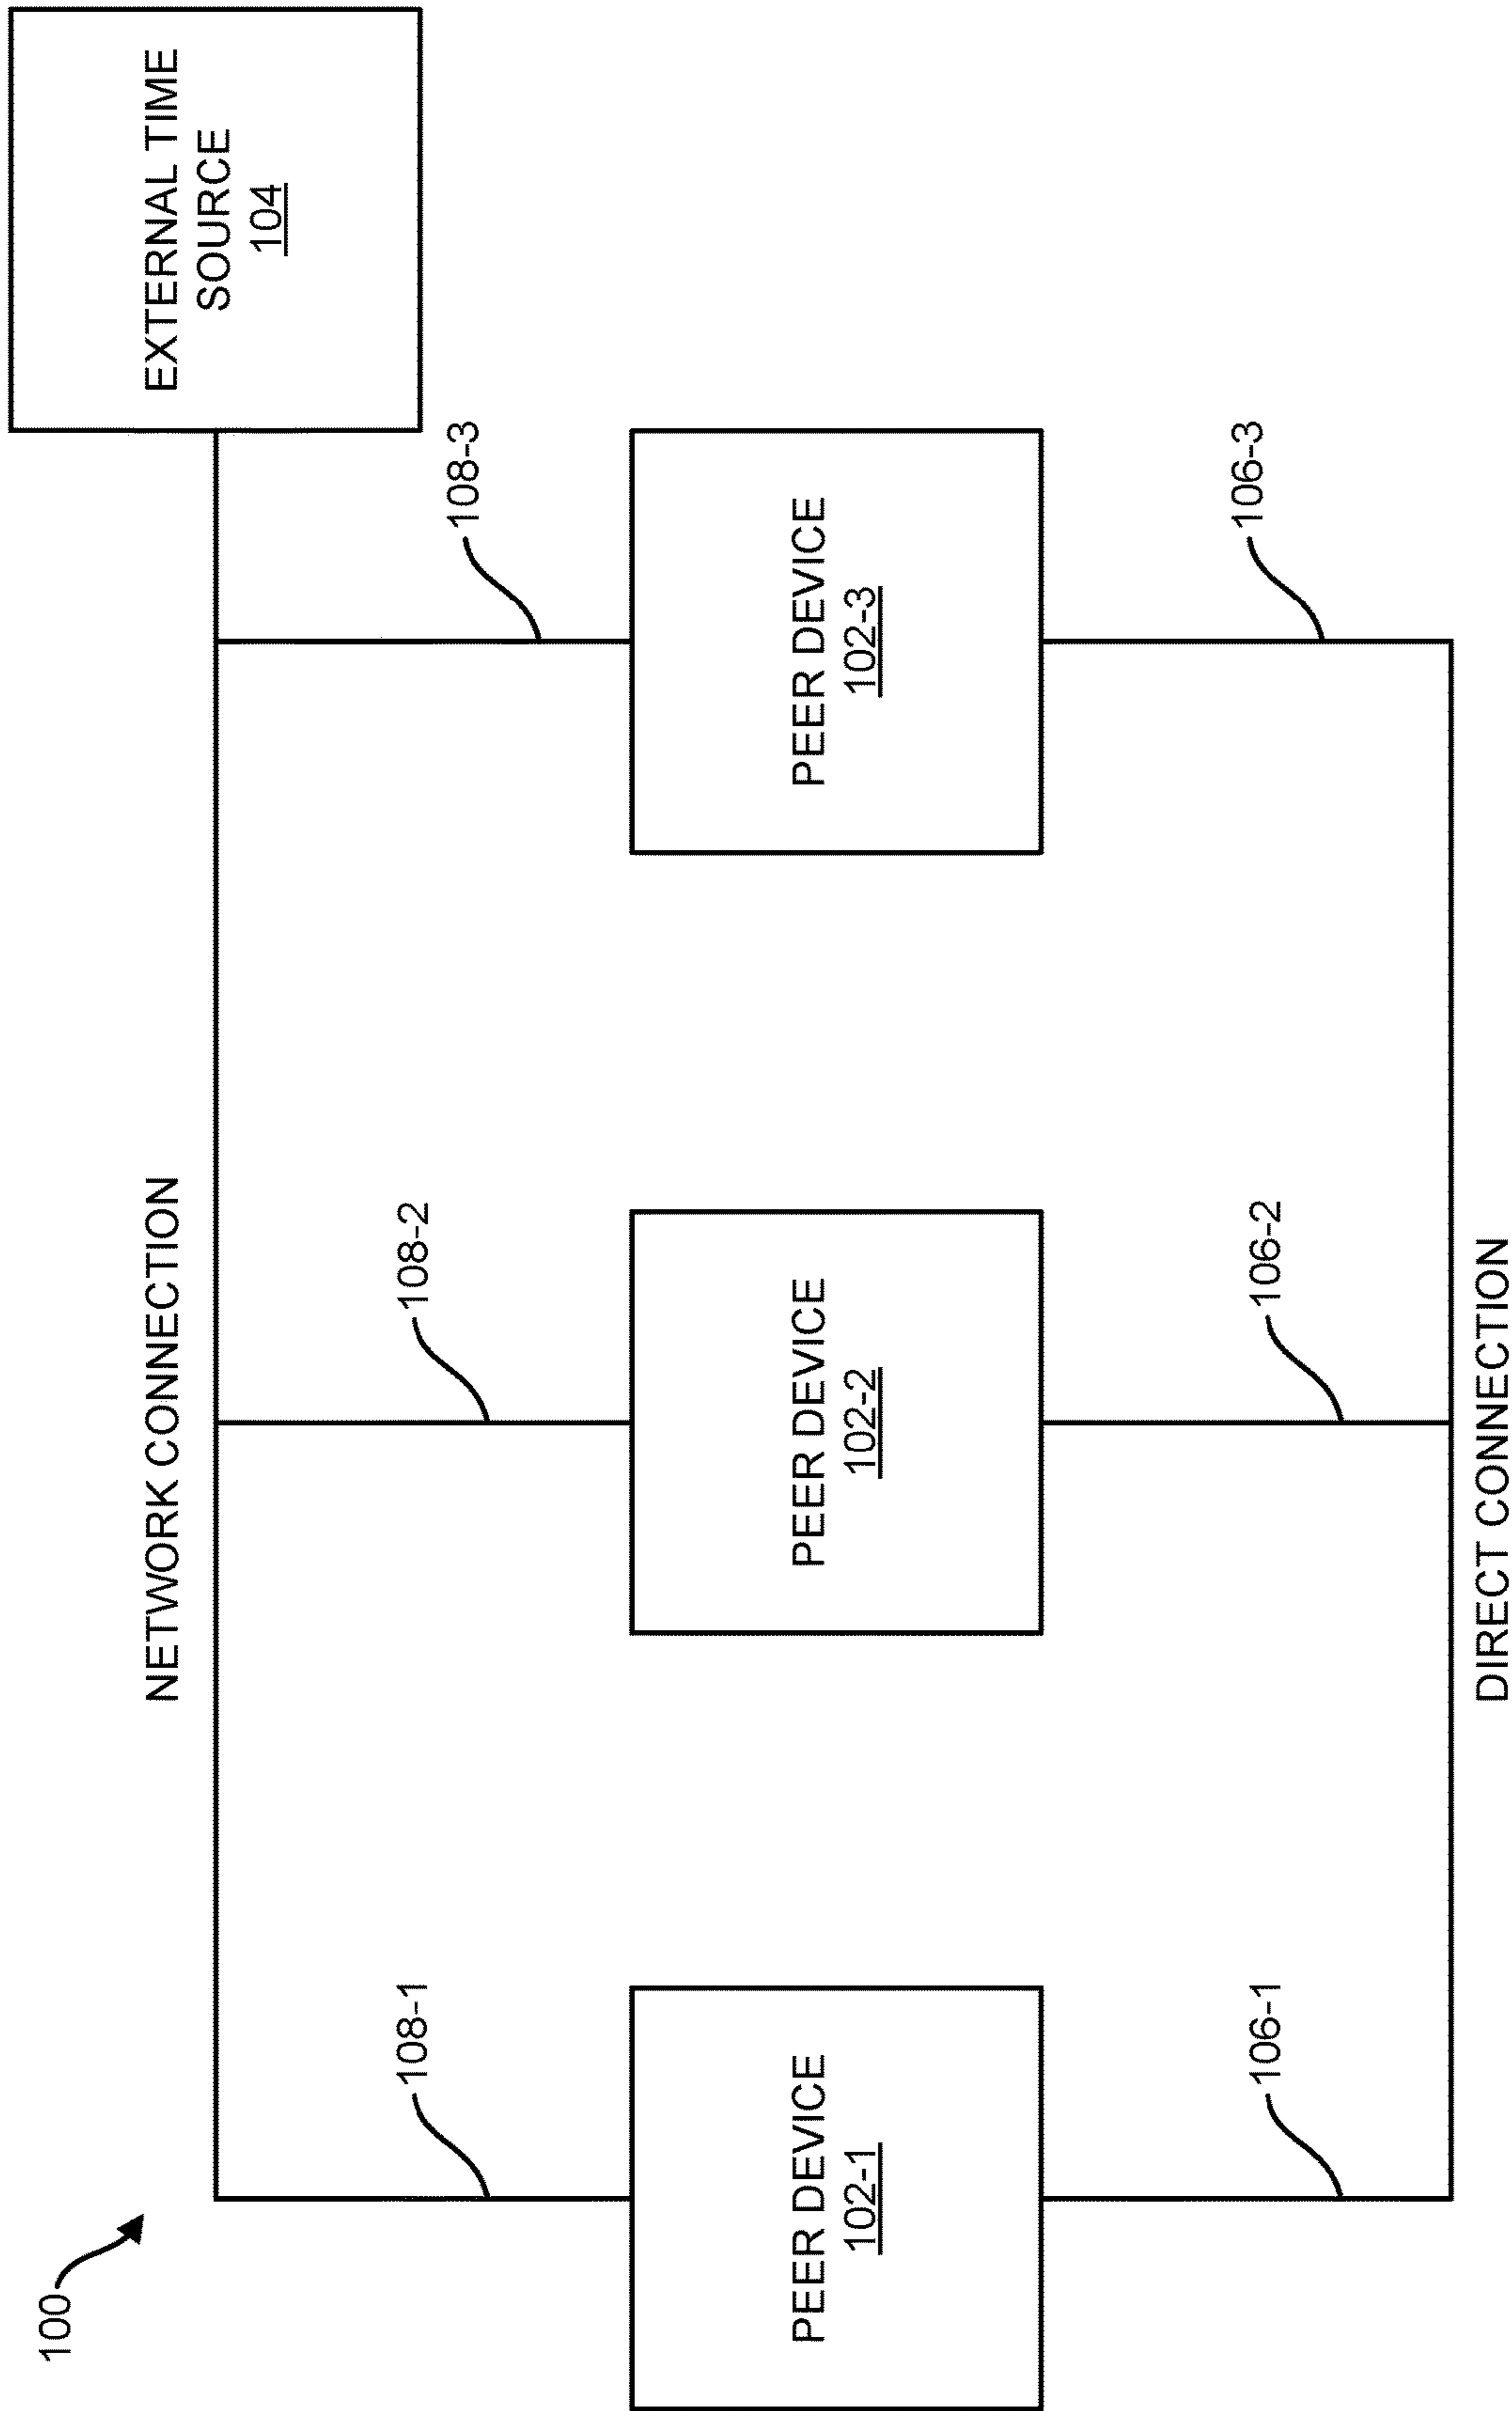 100
NETWORK CONNECTION
EXTERNAL TIME
SOURCE
104
108-1
108-2
108-3
PEER DEVICE
102-1
PEER DEVICE
102-2
PEER DEVICE
102-3
106-1
106-2
106-3
DIRECT CONNECTION